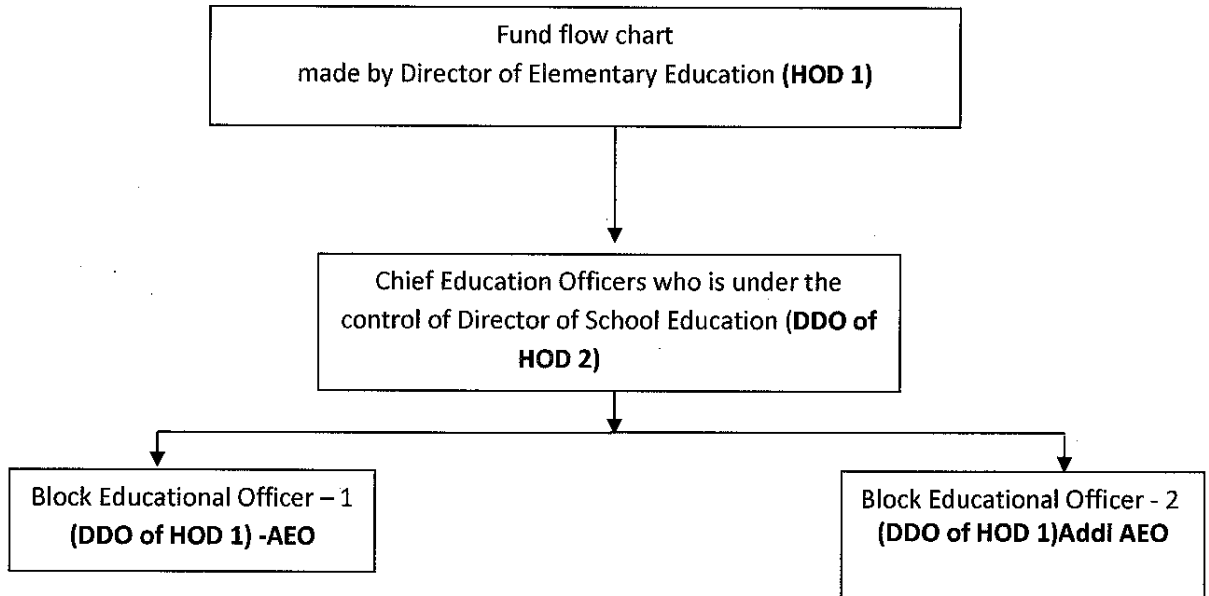 Fund flow chart
made by Director of Elementary Education (HOD 1)
Chief Education Officers who is under the
control of Director of School Education (DDO of
HOD 2)
Block Educational Officer – 1
(DDO of HOD 1) -AEO
Block Educational Officer - 2
(DDO of HOD 1)Addl AEO